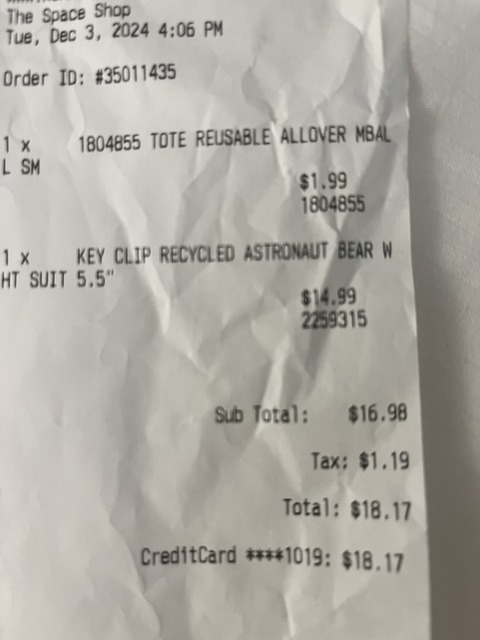 The Space Shop
Tue, Dec 3, 2024 4:06 PM
Order ID: #35011435
1 x 1804855 TOTE REUSABLE ALLOVER MBAL
L SM
$1.99
1804855
1 x KEY CLIP RECYCLED ASTRONAUT BEAR W
HT SUIT 5.5"
$14.99
2259315
Sub Total: $16.98
Tax: $1.19
Total: $18.17
CreditCard ****1019: $18.17